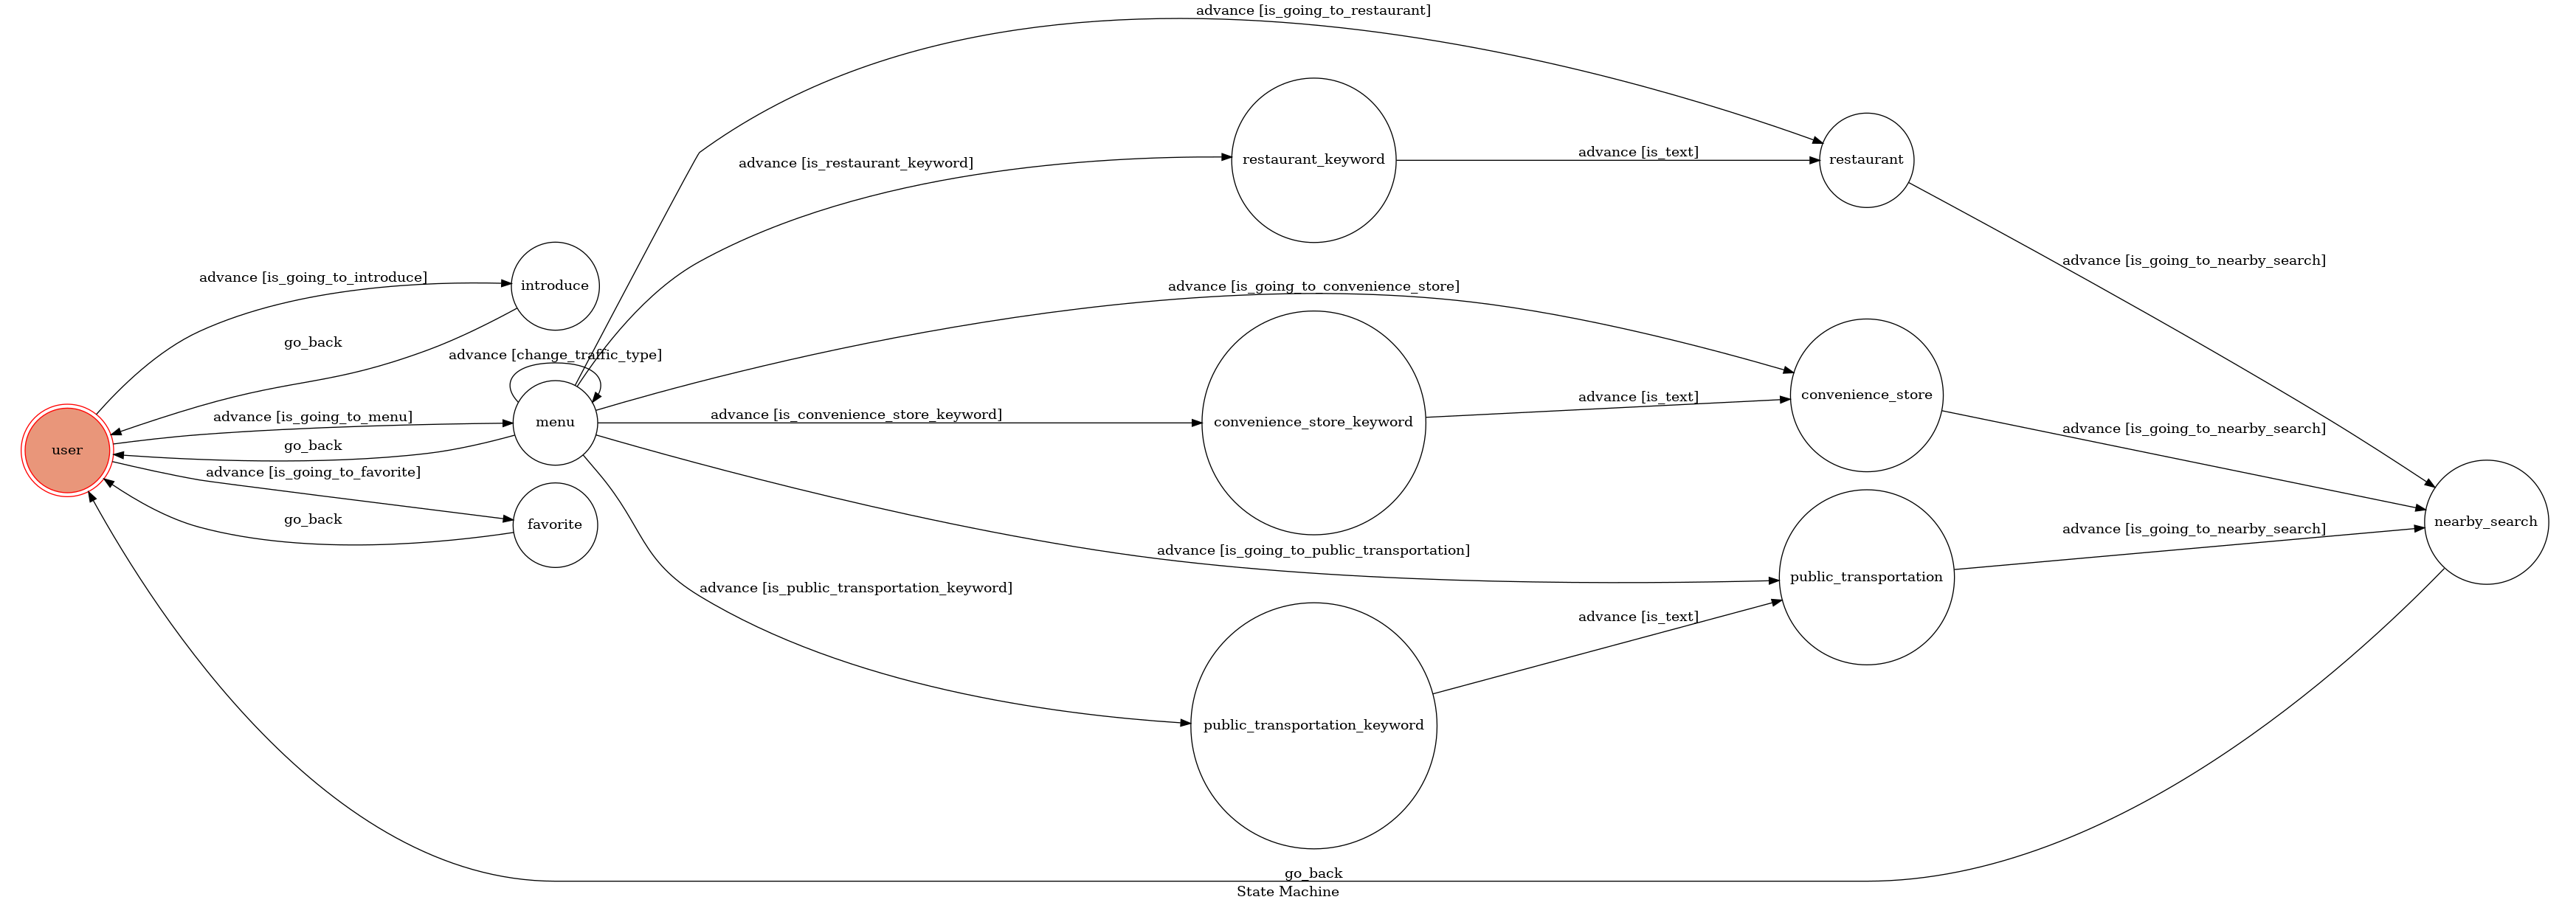 advance [is_going_to_restaurant]
restaurant_keyword
advance [is_text]
restaurant
advance [is_restaurant_keyword]
advance [is_going_to_nearby_search]
advance [is_going_to_introduce]
introduce
go_back
advance [change_traffic_type]
advance [is_going_to_convenience_store]
advance [is_going_to_menu]
menu
advance [is_convenience_store_keyword]
convenience_store_keyword
advance [is_text]
convenience_store
advance [is_going_to_nearby_search]
user
go_back
advance [is_going_to_favorite]
go_back
favorite
advance [is_going_to_public_transportation]
public_transportation
advance [is_going_to_nearby_search]
nearby_search
advance [is_public_transportation_keyword]
advance [is_text]
public_transportation_keyword
go_back
State Machine